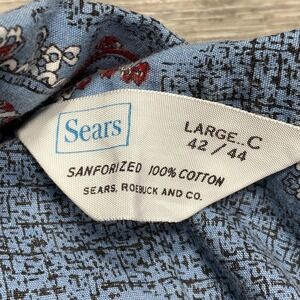 Sears
LARGE..C
42/44
SANFORIZED 100% COTTON
SEARS, ROEBUCK AND CO.